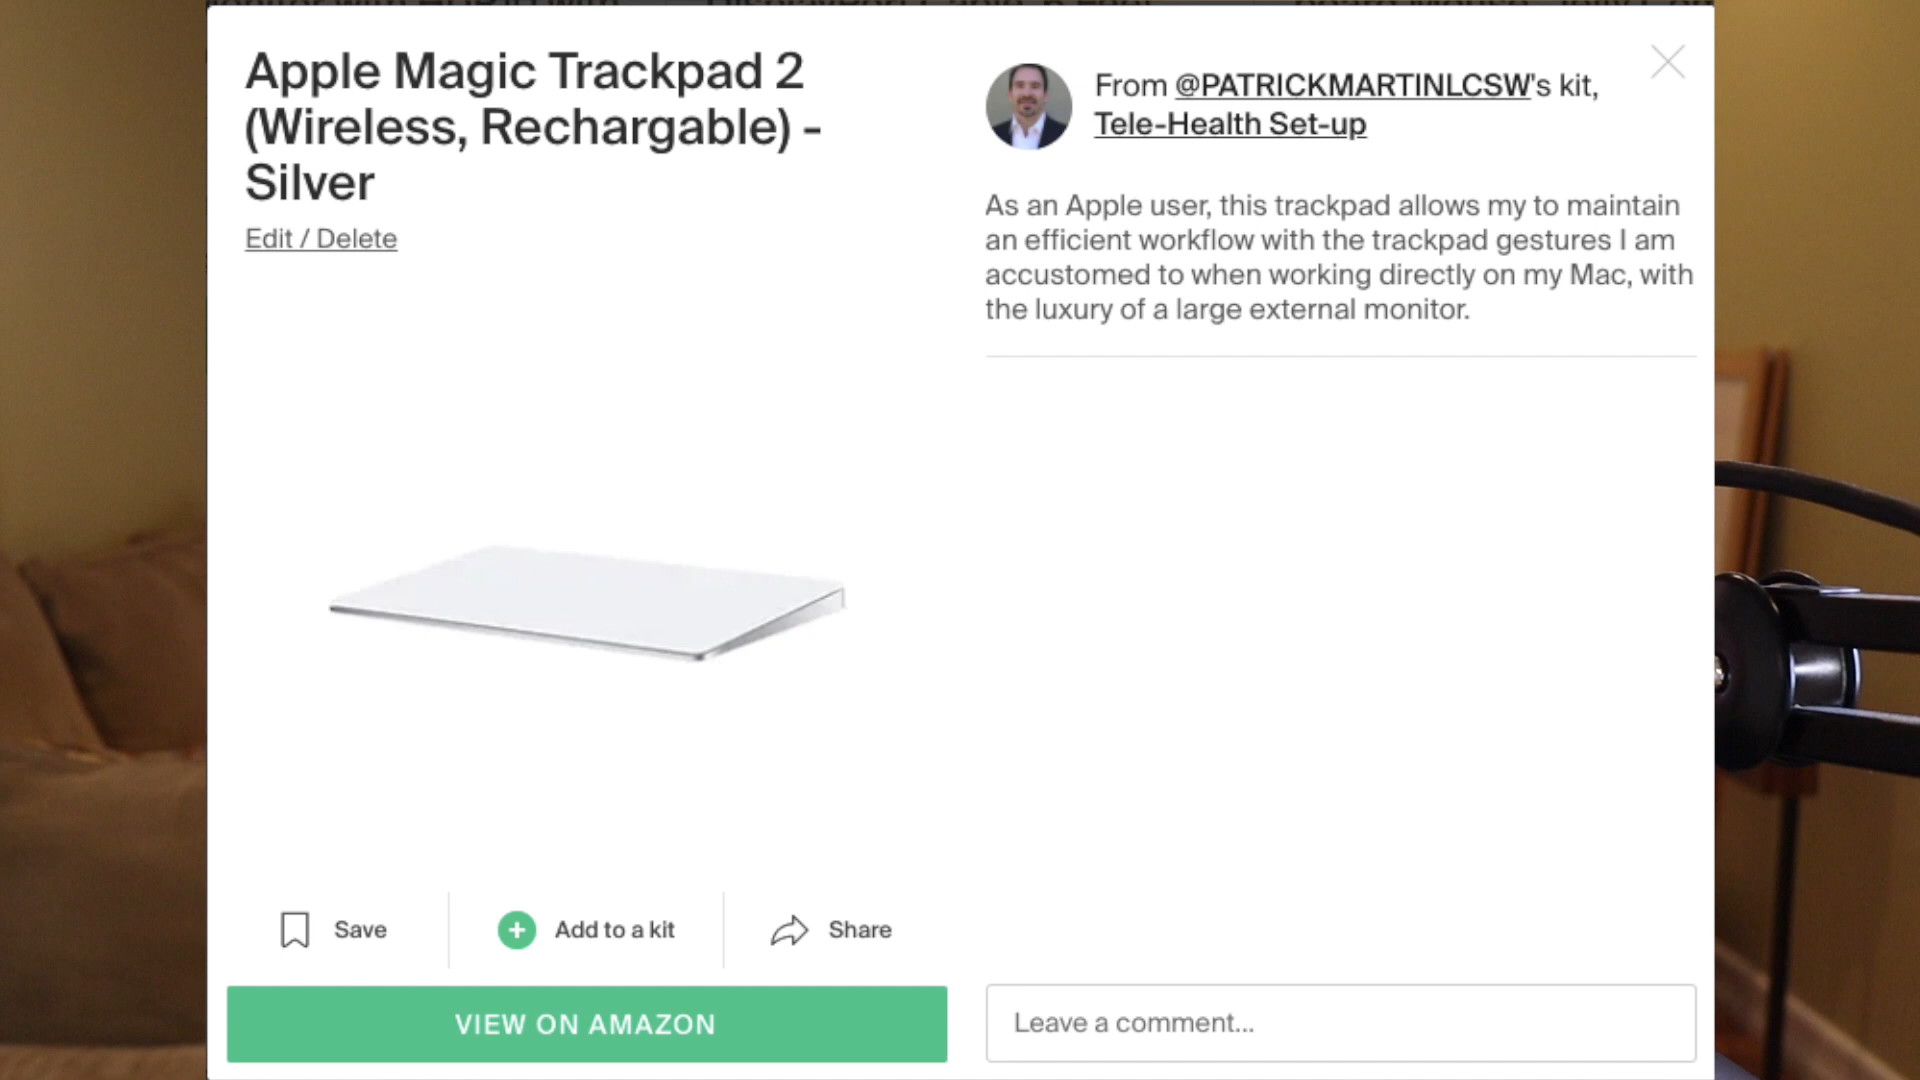 Apple Magic Trackpad 2
(Wireless, Rechargable) -
Silver
Edit / Delete
From @PATRICKMARTINLCSW's kit,
Tele-Health Set-up
As an Apple user, this trackpad allows my to maintain
an efficient workflow with the trackpad gestures I am
accustomed to when working directly on my Mac, with
the luxury of a large external monitor.
Save
Add to a kit
Share
VIEW ON AMAZON
Leave a comment...